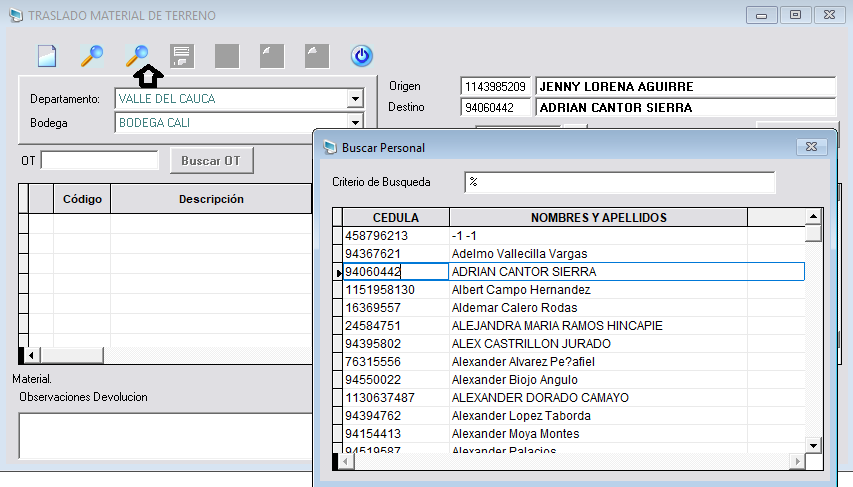 TRASLADO MATERIAL DE TERRENO
Departamento: VALLE DEL CAUCA
Bodega BODEGA CALI
Origen 1143985209 JENNY LORENA AGUIRRE
Destino 94060442 ADRIAN CANTOR SIERRA
OT Buscar OT
Código Descripción
Material.
Observaciones Devolucion
Buscar Personal
Criterio de Busqueda %
CEDULA NOMBRES Y APELLIDOS
458796213 -1 -1
94367621 Adelmo Vallecilla Vargas
94060442 ADRIAN CANTOR SIERRA
1151958130 Albert Campo Hernandez
16369557 Aldemar Calero Rodas
24584751 ALEJANDRA MARIA RAMOS HINCAPIE
94395802 ALEX CASTRILLON JURADO
76315556 Alexander Alvarez Pe?afiel
94550022 Alexander Biojo Angulo
1130637487 ALEXANDER DORADO CAMAYO
94394762 Alexander Lopez Taborda
94154413 Alexander Moya Montes
94519587 Alexander Palacios